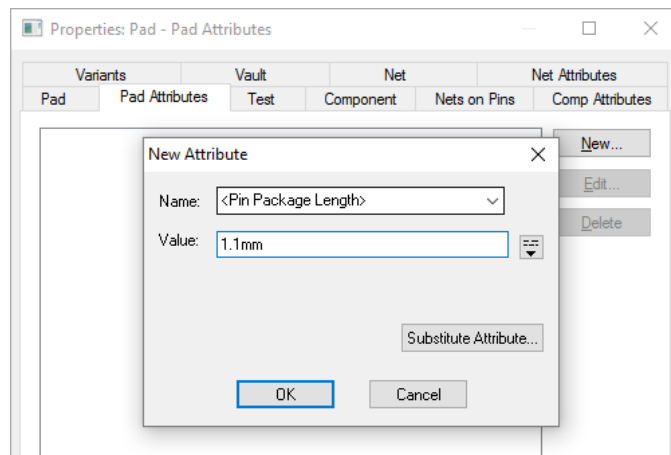 Properties: Pad - Pad Attributes
Variants Vault Net Net Attributes
Pad Pad Attributes Test Component Nets on Pins Comp Attributes
New...
New Attribute
Edit...
Name: <Pin Package Length>
Delete
Value: 1.1mm
Substitute Attribute...
OK Cancel